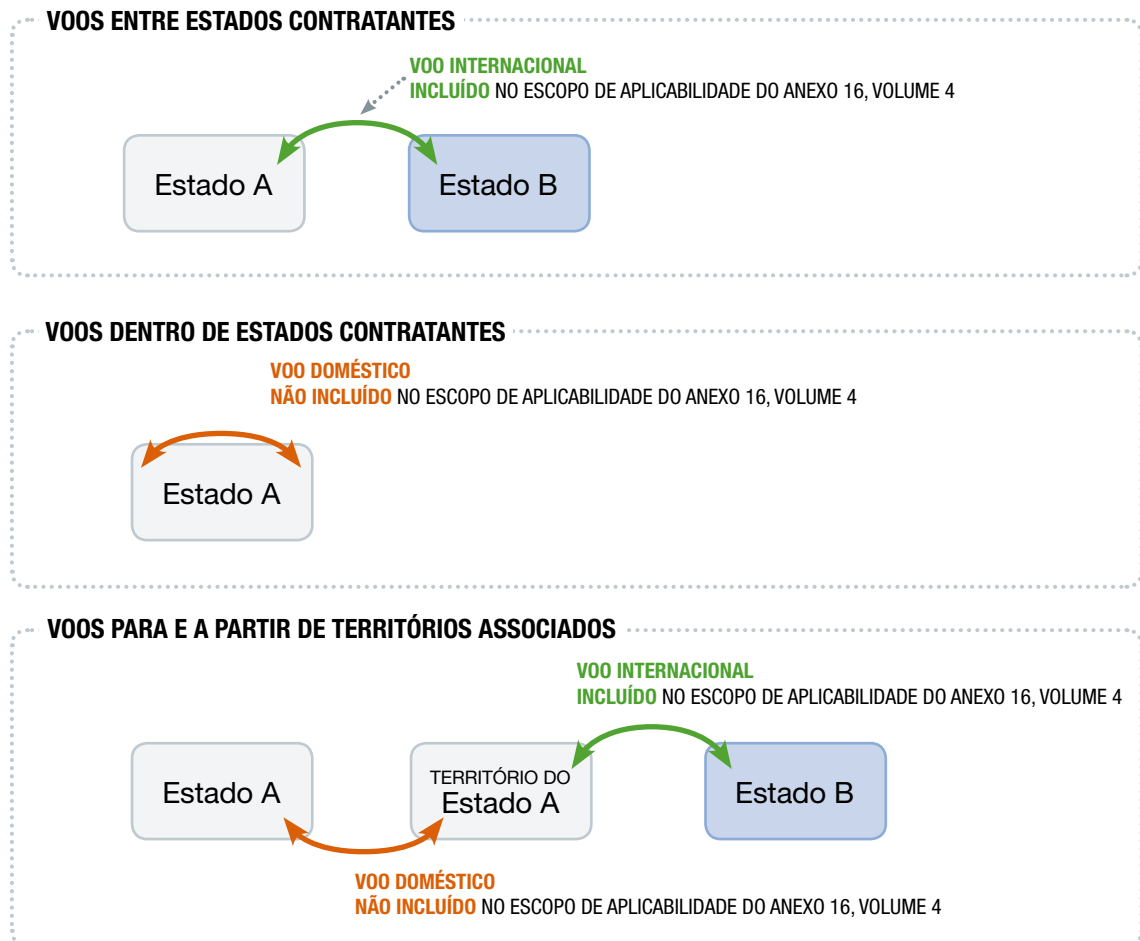 VOOS ENTRE ESTADOS CONTRATANTES
VOO INTERNACIONAL
INCLUÍDO NO ESCOPO DE APLICABILIDADE DO ANEXO 16, VOLUME 4
Estado A
Estado B
VOOS DENTRO DE ESTADOS CONTRATANTES
VOO DOMÉSTICO
NÃO INCLUÍDO NO ESCOPO DE APLICABILIDADE DO ANEXO 16, VOLUME 4
Estado A
VOOS PARA E A PARTIR DE TERRITÓRIOS ASSOCIADOS
VOO INTERNACIONAL
INCLUÍDO NO ESCOPO DE APLICABILIDADE DO ANEXO 16, VOLUME 4
Estado A
TERRITÓRIO DO
Estado A
Estado B
VOO DOMÉSTICO
NÃO INCLUÍDO NO ESCOPO DE APLICABILIDADE DO ANEXO 16, VOLUME 4